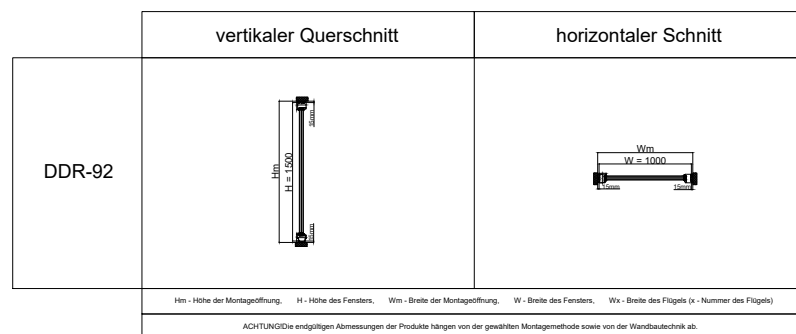 vertikaler Querschnitt
horizontaler Schnitt
DDR-92
Hm
H = 1500
15mm
15mm
Wm
W = 1000
15mm
15mm
Hm - Höhe der Montageöffnung, H - Höhe des Fensters, Wm - Breite der Montageöffnung, W - Breite des Fensters, Wx - Breite des Flügels (x - Nummer des Flügels)
ACHTUNG!Die endgültigen Abmessungen der Produkte hängen von der gewählten Montagemethode sowie von der Wandbautechnik ab.